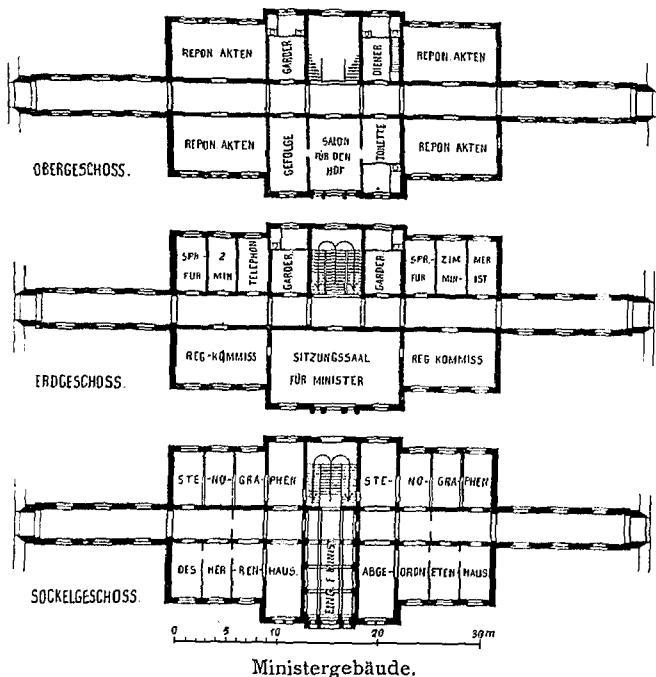 REPON. AKTEN
GARDER
DIENER
REPON. AKTEN
REPON AKTEN
GEFOLGE
SALON
FÜR DEN
HOF
TOILETTE
REPON AKTEN
OBERGESCHOSS.
SPR- 2
FÜR MIN
TELEPHON
GARDER
GARDER
SPR.- ZIM MER
FÜR MIN- IST
REG-KOMMISS
SITZUNGSSAAL
FÜR MINISTER
REG KOMMISS
ERDGESCHOSS.
STE-NO-GRA-PHEN
STE-NO-GRA-PHEN
DES HER-REN-HAUS.
EING. F. MINIS.
ABGE-ORDN ETEN-HAUS.
SOCKELGESCHOSS.
0 5 10 20 30 m
Ministergebäude.